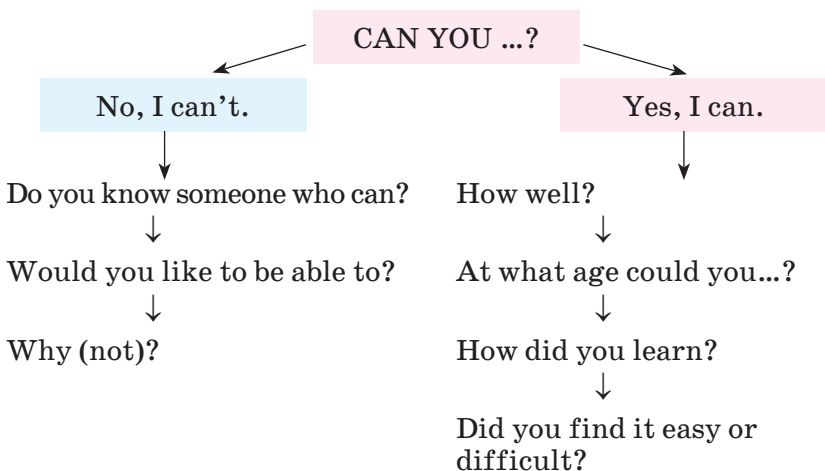 CAN YOU ...?
No, I can't.
Yes, I can.
Do you know someone who can?
Would you like to be able to?
Why (not)?
How well?
At what age could you...?
How did you learn?
Did you find it easy or
difficult?